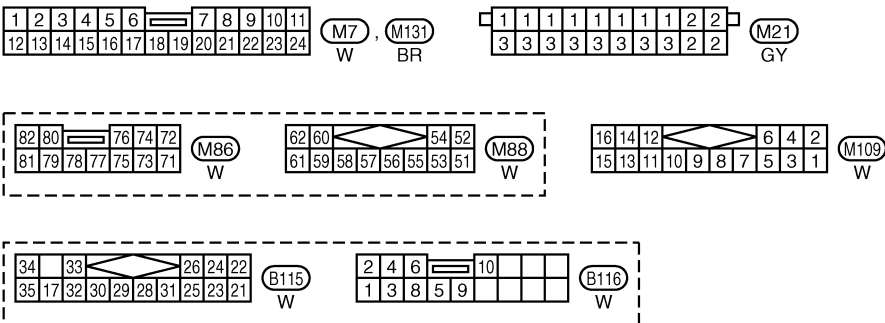 1 2 3 4 5 6 7 8 9 10 11
12 13 14 15 16 17 18 19 20 21 22 23 24
M7 , M131
W BR
1 1 1 1 1 1 1 1 2 2
3 3 3 3 3 3 3 3 2 2
M21
GY
82 80 76 74 72
81 79 78 77 75 73 71
M86
W
62 60 54 52
61 59 58 57 56 55 53 51
M88
W
16 14 12 6 4 2
15 13 11 10 9 8 7 5 3 1
M109
W
34 33 26 24 22
35 17 32 30 29 28 31 25 23 21
B115
W
2 4 6 10
1 3 8 5 9
B116
W